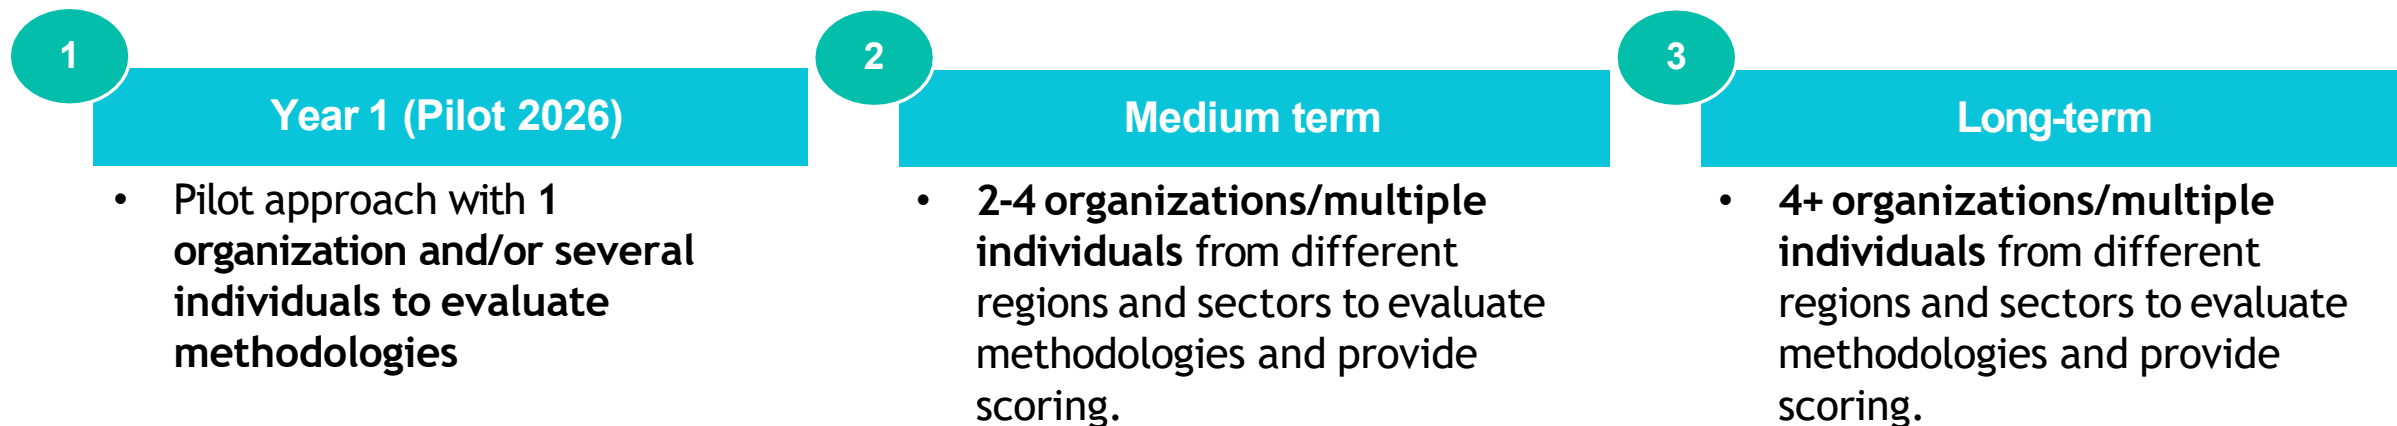 1
Year 1 (Pilot 2026)
• Pilot approach with 1
organization and/or several
individuals to evaluate
methodologies
2
Medium term
• 2-4 organizations/multiple
individuals from different
regions and sectors to evaluate
methodologies and provide
scoring.
3
Long-term
• 4+ organizations/multiple
individuals from different
regions and sectors to evaluate
methodologies and provide
scoring.